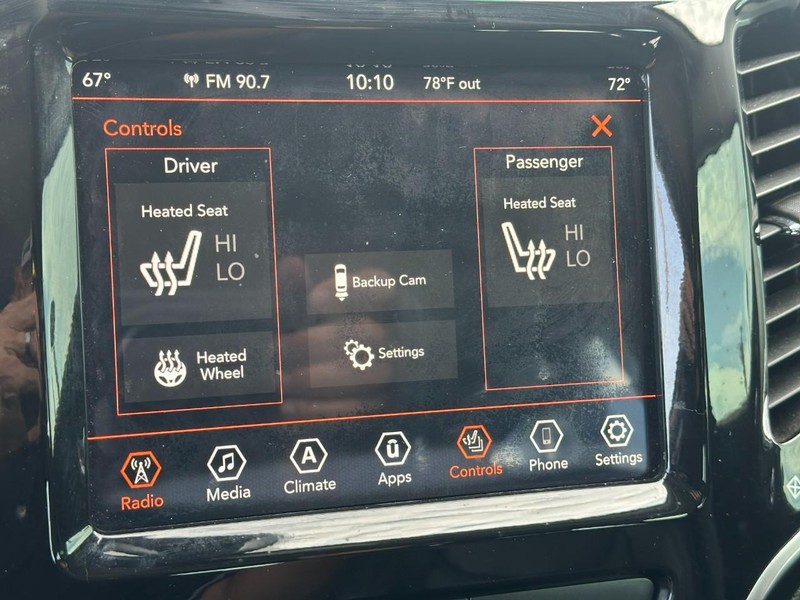 67° FM 90.7 10:10 78°F out 72°
Controls X
Driver
Heated Seat
HI
LO
Heated
Wheel
Backup Cam
Settings
Passenger
Heated Seat
HI
LO
Radio Media A Climate ū Apps Controls Phone Settings